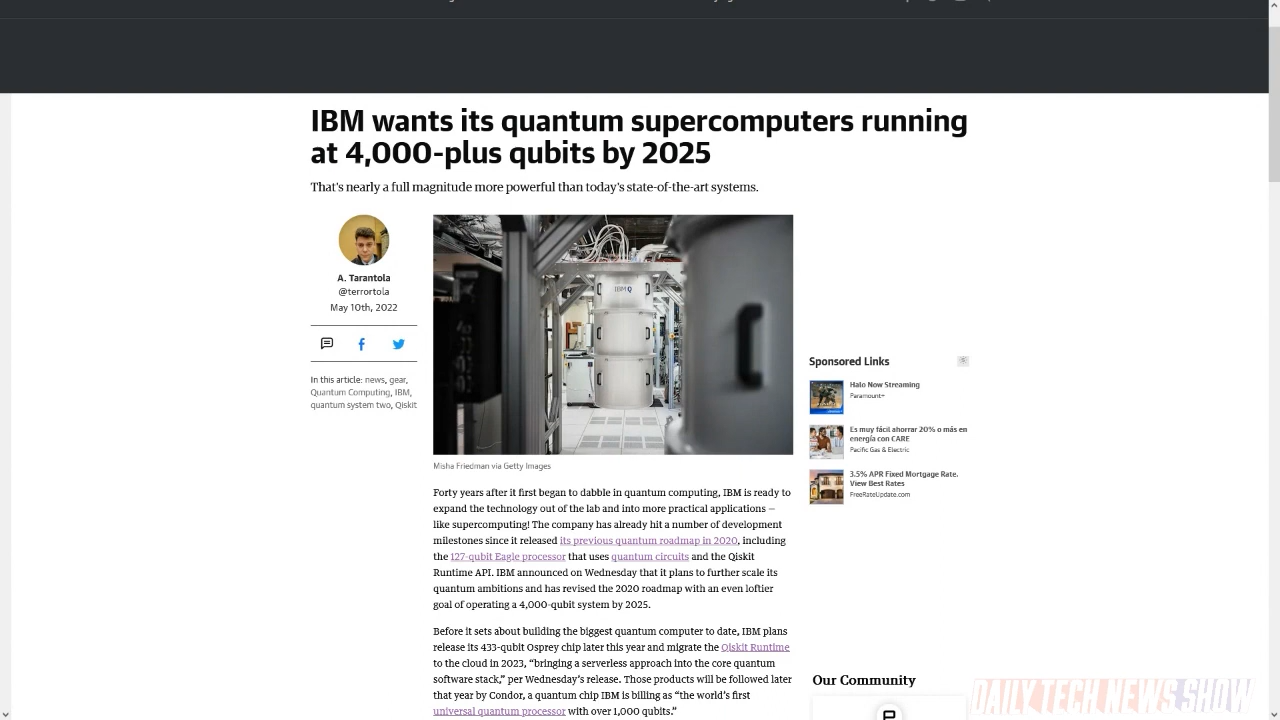 IBM wants its quantum supercomputers running
at 4,000-plus qubits by 2025
That's nearly a full magnitude more powerful than today's state-of-the-art systems.
A. Tarantola
@terrortola
May 10th, 2022
In this article: news, gear,
Quantum Computing, IBM,
quantum system two, Qiskit
IBM Q
Misha Friedman via Getty Images
Forty years after it first began to dabble in quantum computing, IBM is ready to
expand the technology out of the lab and into more practical applications —
like supercomputing! The company has already hit a number of development
milestones since it released its previous quantum roadmap in 2020, including
the 127-qubit Eagle processor that uses quantum circuits and the Qiskit
Runtime API. IBM announced on Wednesday that it plans to further scale its
quantum ambitions and has revised the 2020 roadmap with an even loftier
goal of operating a 4,000-qubit system by 2025.
Before it sets about building the biggest quantum computer to date, IBM plans
release its 433-qubit Osprey chip later this year and migrate the Qiskit Runtime
to the cloud in 2023, “bringing a serverless approach into the core quantum
software stack,” per Wednesday’s release. Those products will be followed later
that year by Condor, a quantum chip IBM is billing as “the world’s first
universal quantum processor with over 1,000 qubits.”
Sponsored Links
Halo Now Streaming
Paramount+
Es muy fácil ahorrar 20% o más en
energía con CARE
Pacific Gas & Electric
3.5% APR Fixed Mortgage Rate.
View Best Rates
FreeRateUpdate.com
Our Community
DAILY TECH NEWS SHOW